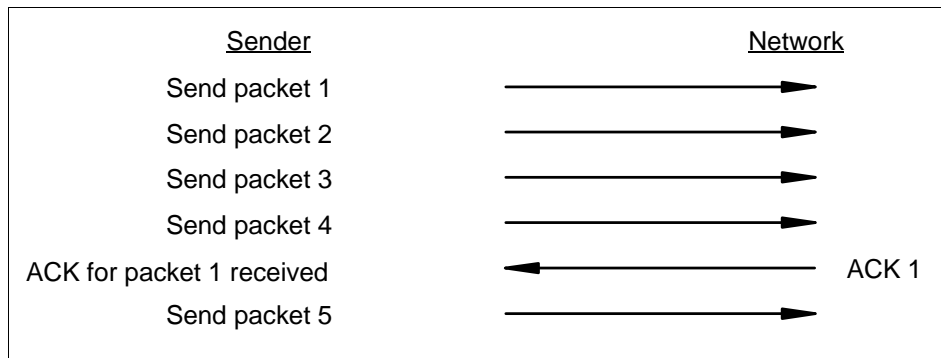 Sender Network
Send packet 1
Send packet 2
Send packet 3
Send packet 4
ACK for packet 1 received ACK 1
Send packet 5